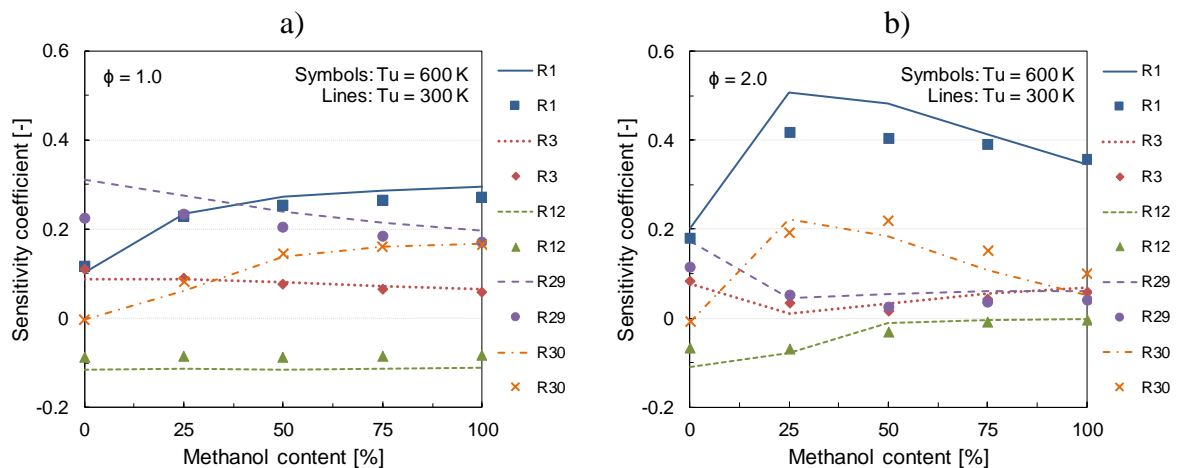 a)
0.6
0.4
0.2
0
-0.2
Sensitivity coefficient [-]
ϕ = 1.0
Symbols: Tu = 600 K
Lines: Tu = 300 K
0 25 50 75 100
Methanol content [%]
R1
R1
R3
R3
R12
R12
R29
R29
R30
R30
b)
0.6
0.4
0.2
0
-0.2
Sensitivity coefficient [-]
ϕ = 2.0
Symbols: Tu = 600 K
Lines: Tu = 300 K
0 25 50 75 100
Methanol content [%]
R1
R1
R3
R3
R12
R12
R29
R29
R30
R30